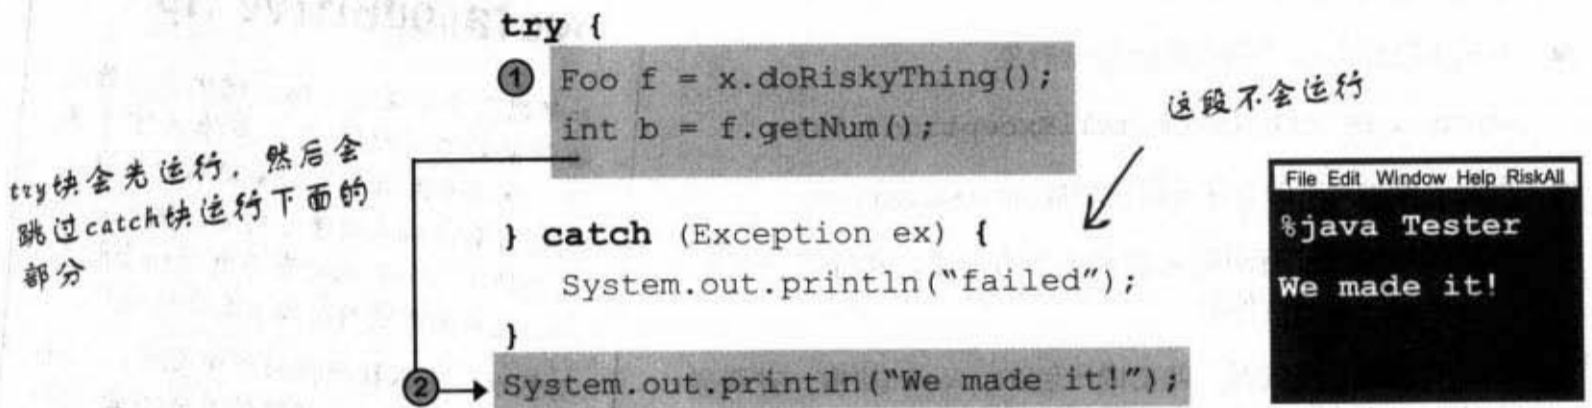 try {
① Foo f = x.doRiskyThing();
int b = f.getNum();
try块会先运行，然后会
跳过catch块运行下面的
部分
这段不会运行
} catch (Exception ex) {
System.out.println("failed");
}
② System.out.println("We made it!");
File Edit Window Help RiskAll
%java Tester
We made it!